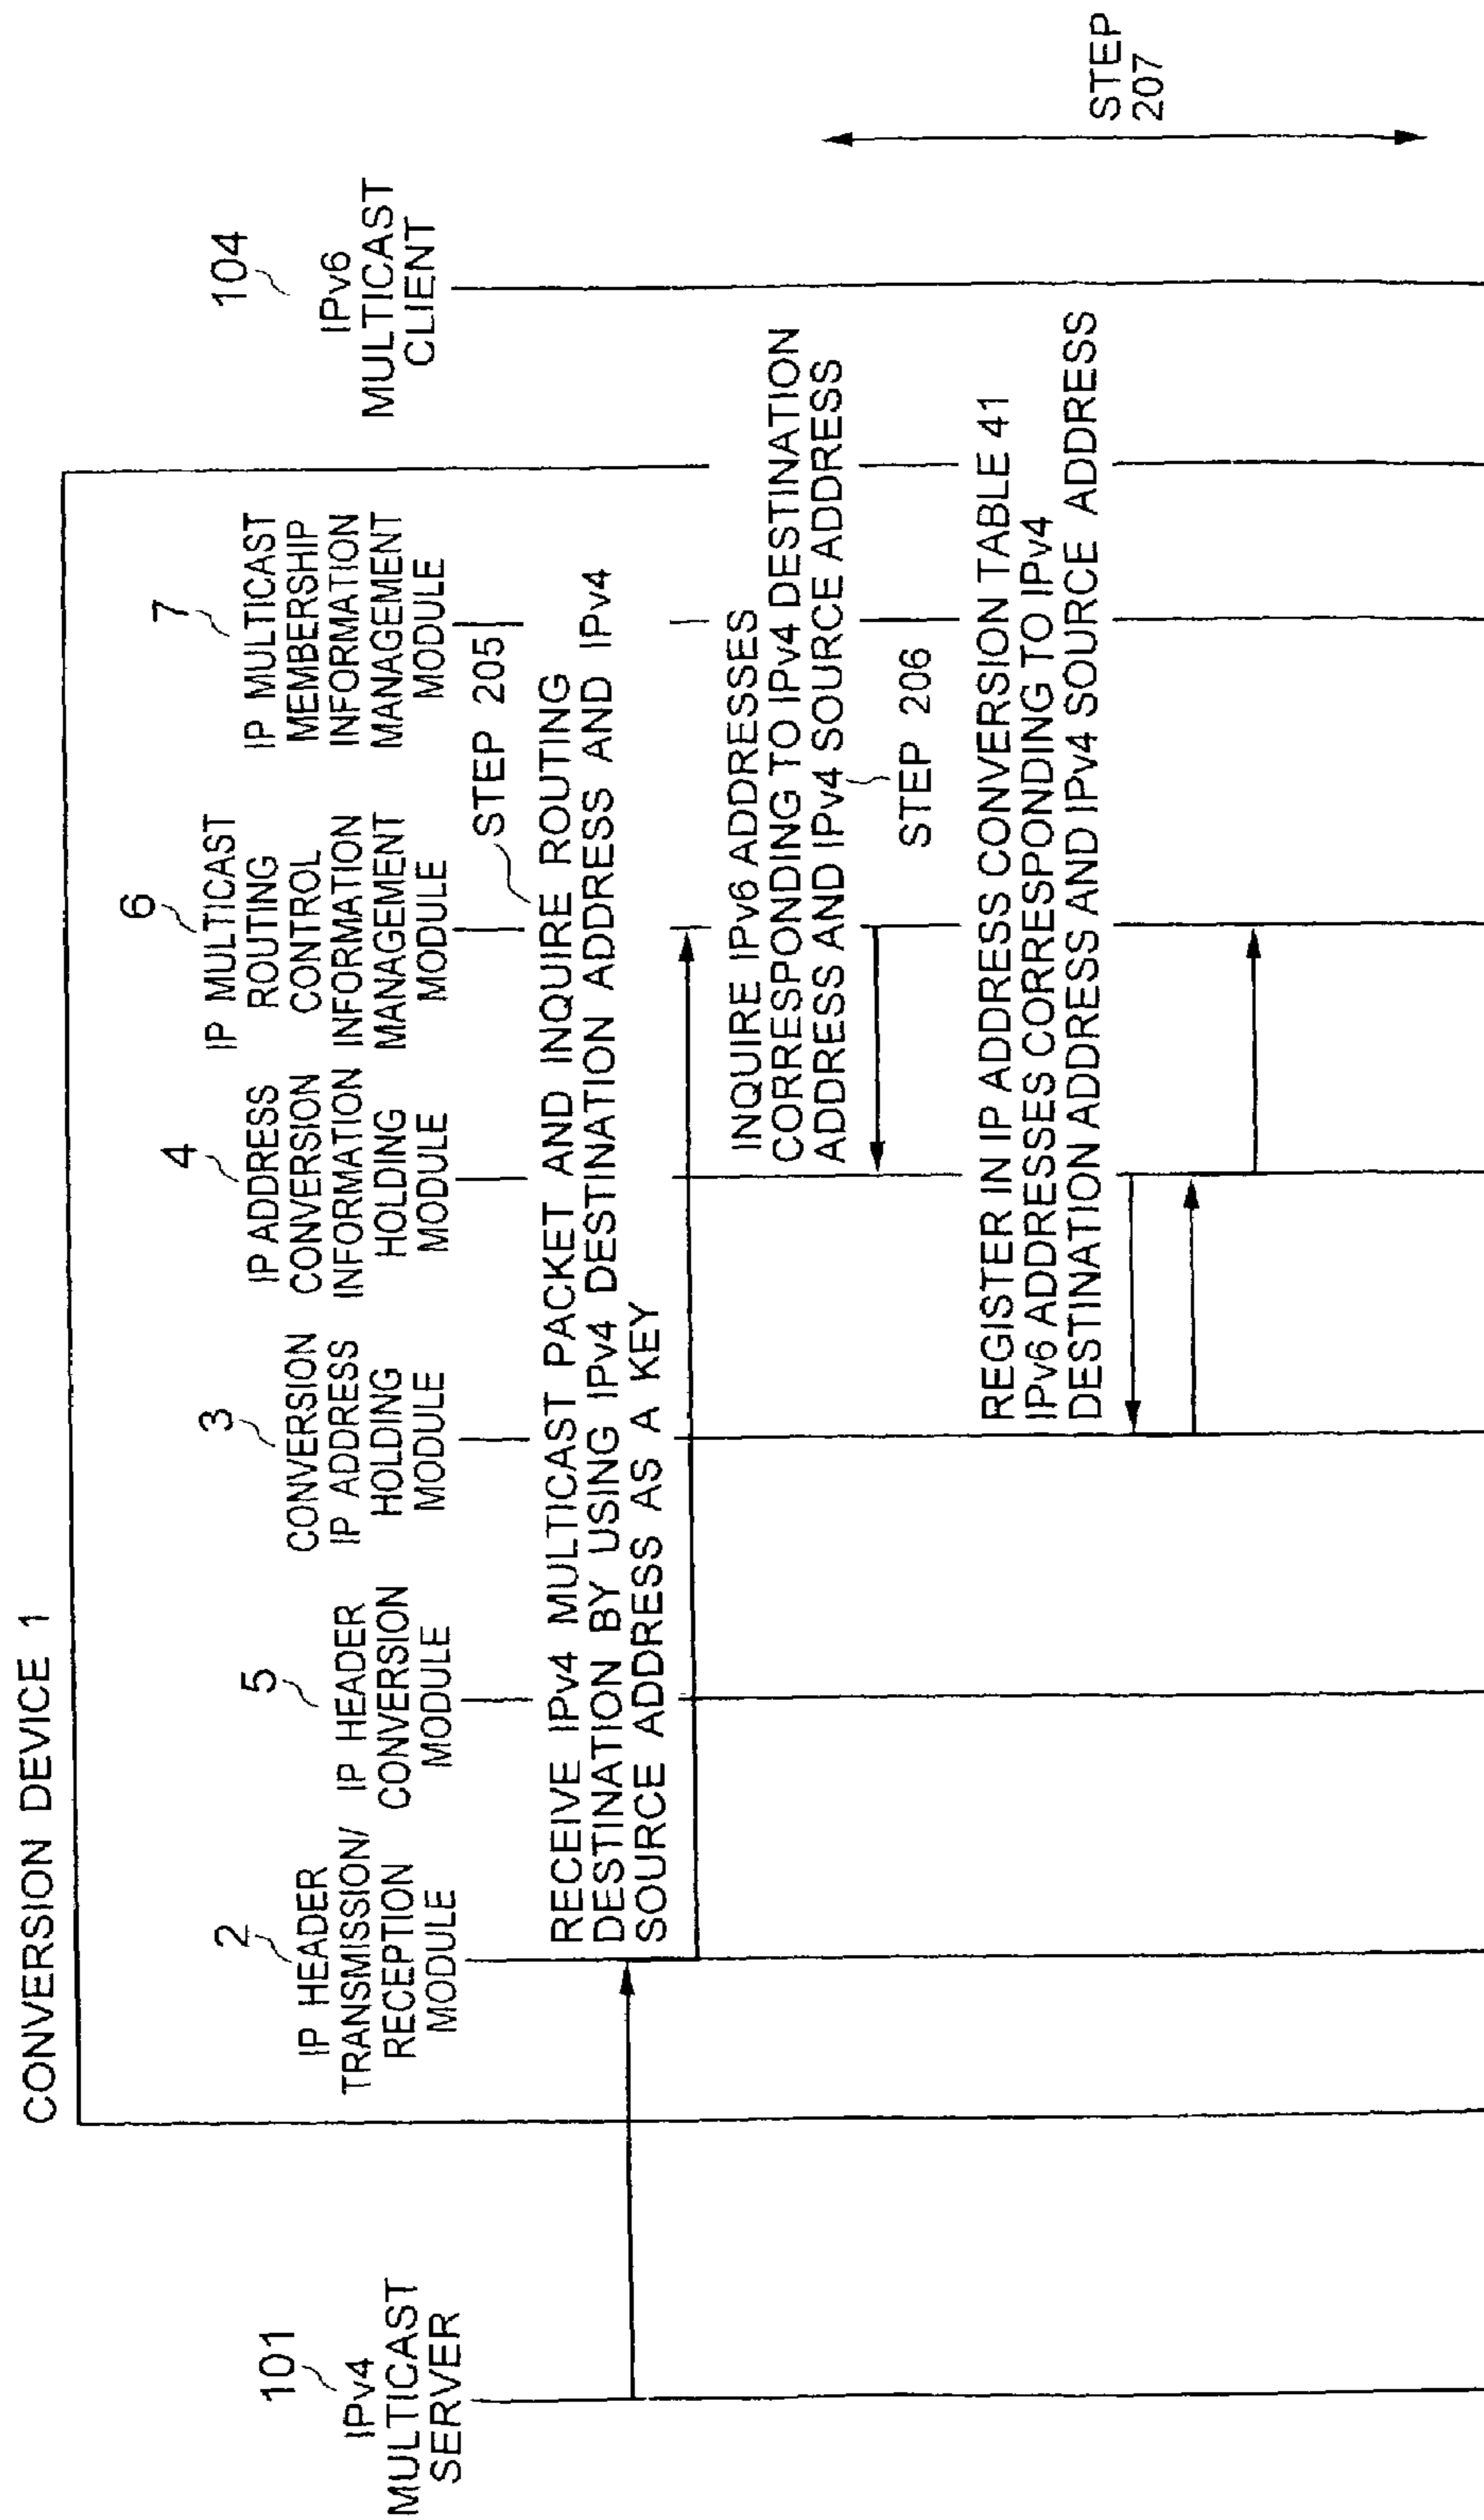 CONVERSION DEVICE 1
101
IPv4
MULTICAST
SERVER
2
IP HEADER
TRANSMISSION/
RECEPTION
MODULE
5
IP HEADER
CONVERSION
MODULE
3
CONVERSION
IP ADDRESS
HOLDING
MODULE
4
IP ADDRESS
CONVERSION
INFORMATION
HOLDING
MODULE
6
IP MULTICAST
ROUTING
CONTROL
INFORMATION
MANAGEMENT
MODULE
7
IP MULTICAST
MEMBERSHIP
INFORMATION
MANAGEMENT
MODULE
104
IPv6
MULTICAST
CLIENT
STEP 205
RECEIVE IPv4 MULTICAST PACKET AND INQUIRE ROUTING
DESTINATION BY USING IPv4 DESTINATION ADDRESS AND IPv4
SOURCE ADDRESS AS A KEY
INQUIRE IPv6 ADDRESSES
CORRESPONDING TO IPv4 DESTINATION
ADDRESS AND IPv4 SOURCE ADDRESS
STEP 206
REGISTER IN IP ADDRESS CONVERSION TABLE 41
IPv6 ADDRESSES CORRESPONDING TO IPv4
DESTINATION ADDRESS AND IPv4 SOURCE ADDRESS
STEP
207